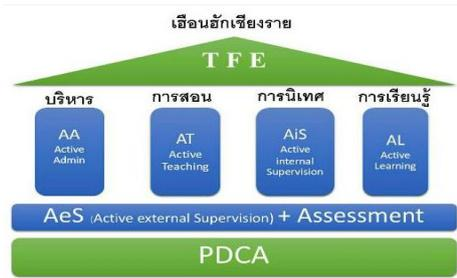 เฮือนฮักเชียงราย
T F E
บริหาร การสอน การนิเทศ การเรียนรู้
AA
Active
Admin
AT
Active
Teaching
AiS
Active
internal
Supervision
AL
Active
Learning
AeS (Active external Supervision) + Assessment
PDCA